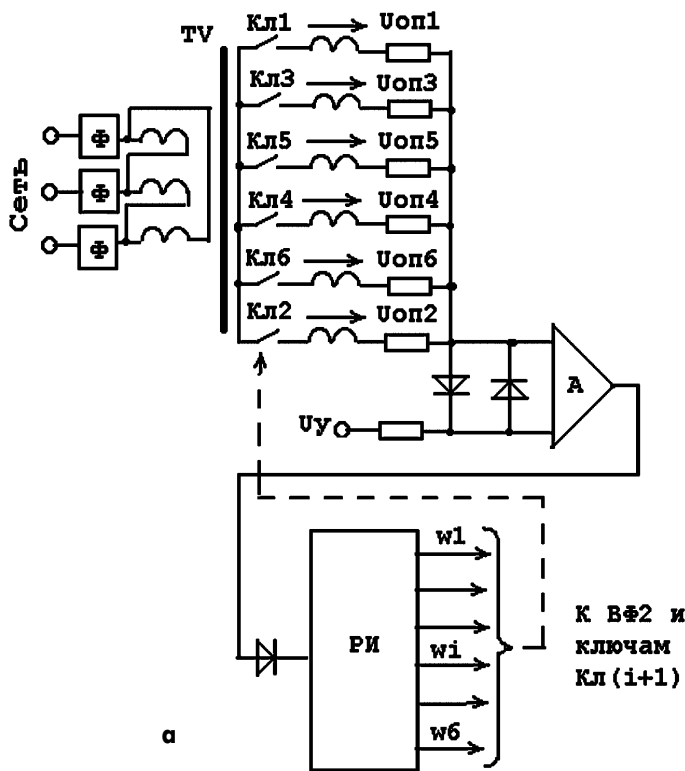 Кл1
Uоп1
TV
Кл3
Uоп3
Ф
Кл5
Uоп5
Ф
Сеть
Кл4
Uоп4
Ф
Кл6
Uоп6
Кл2
Uоп2
A
Uу
w1
РИ
wi
К ВФ2 и
ключам
Кл(i+1)
w6
а